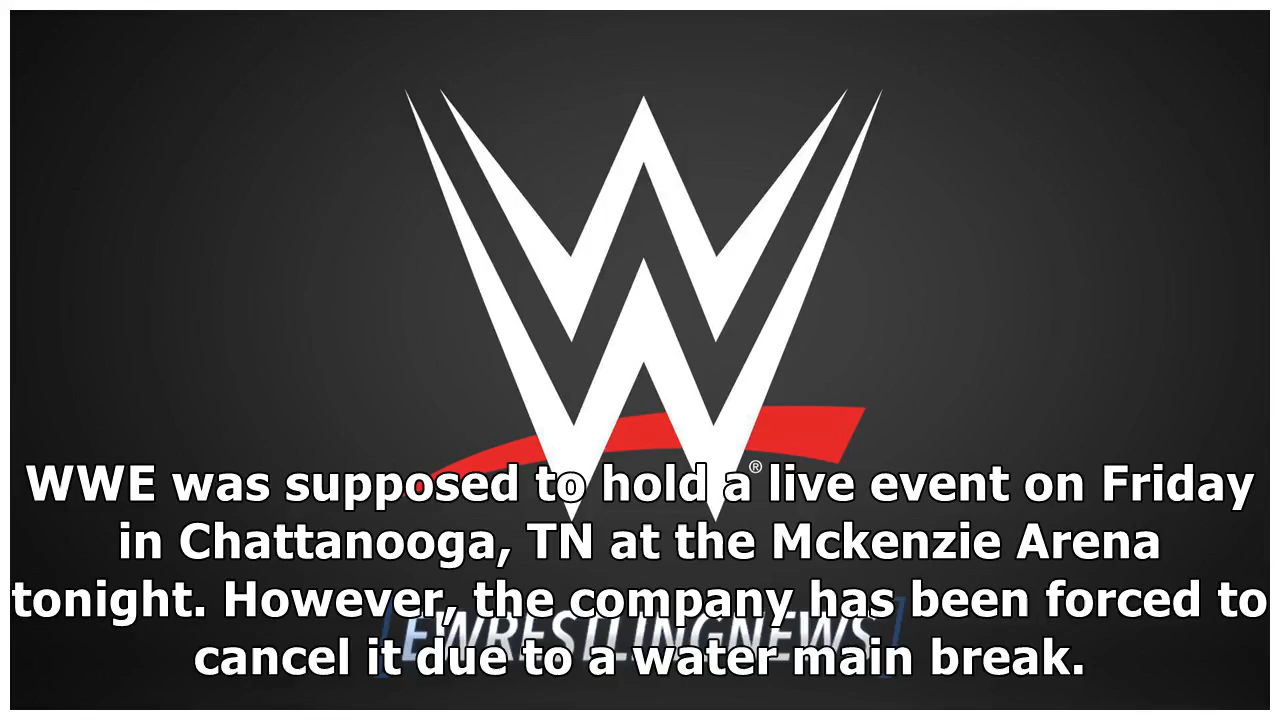 W
W
®
WWE was supposed to hold a live event on Friday
in Chattanooga, TN at the Mckenzie Arena
tonight. However, the company has been forced to
[EWRESTLINGNEWS]
cancel it due to a water main break.